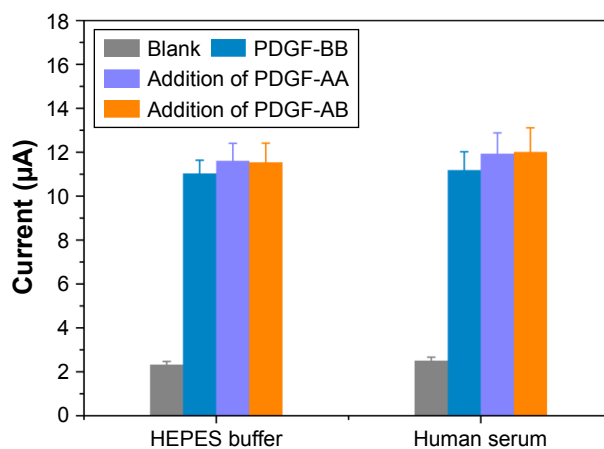 18
16
14
12
10
8
6
4
2
0
Current (µA)
Blank PDGF-BB
Addition of PDGF-AA
Addition of PDGF-AB
HEPES buffer Human serum